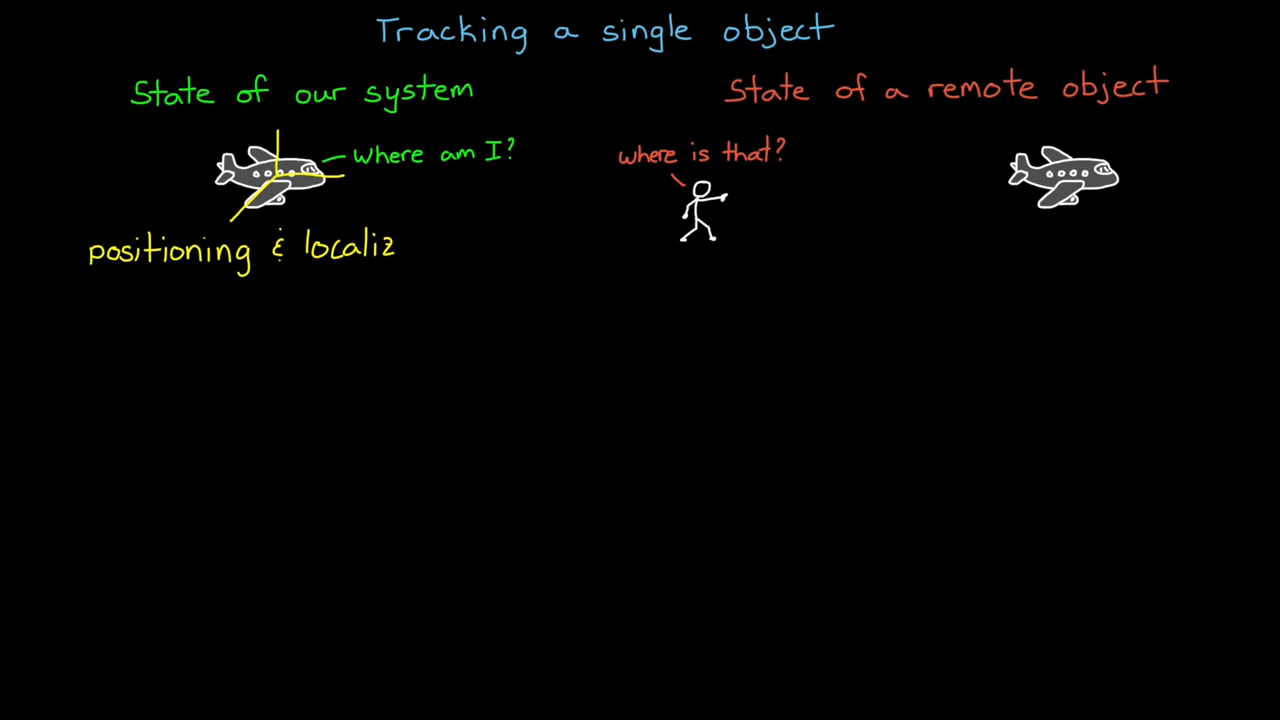 Tracking a single object
State of our system
State of a remote object
where am I?
where is that?
positioning & localiz